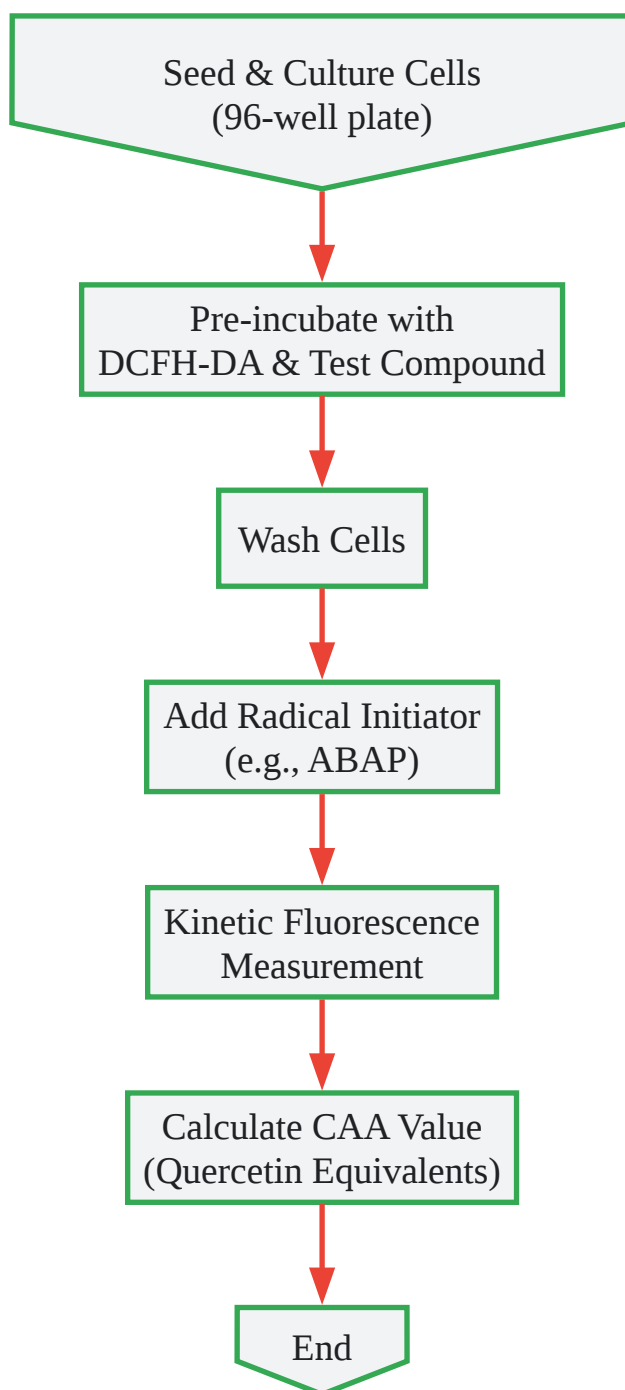 Seed & Culture Cells
(96-well plate)
Pre-incubate with
DCFH-DA & Test Compound
Wash Cells
Add Radical Initiator
(e.g., ABAP)
Kinetic Fluorescence
Measurement
Calculate CAA Value
(Quercetin Equivalents)
End